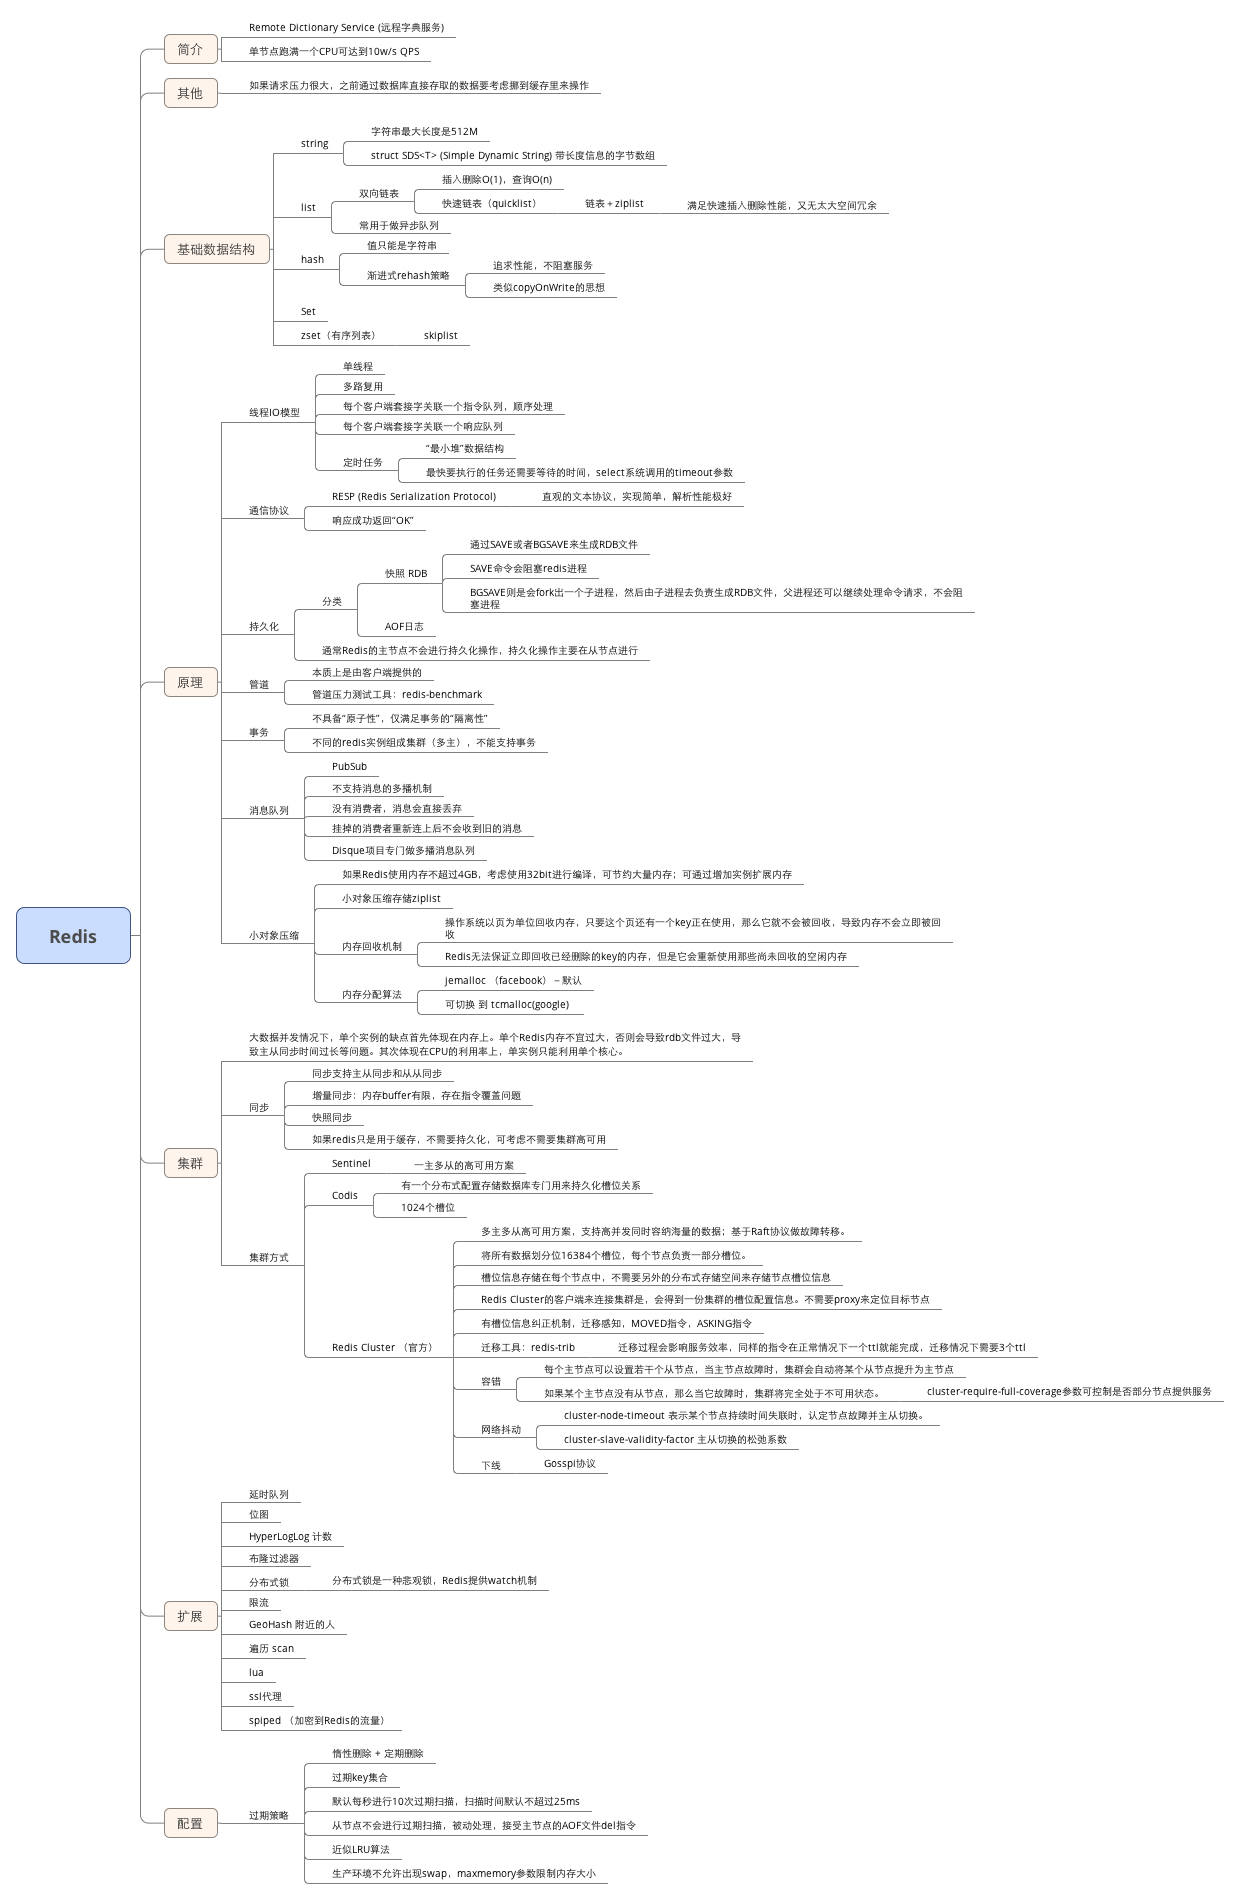 Redis
简介
Remote Dictionary Service (远程字典服务)
单节点跑满一个CPU可达到10w/s QPS
其他
如果请求压力很大，之前通过数据库直接存取的数据要考虑挪到缓存里来操作
基础数据结构
string
字符串最大长度是512M
struct SDS<T> (Simple Dynamic String) 带长度信息的字节数组
list
双向链表
插入删除O(1)，查询O(n)
快速链表（quicklist）
链表＋ziplist
满足快速插入删除性能，又无太大空间冗余
常用于做异步队列
hash
值只能是字符串
渐进式rehash策略
追求性能，不阻塞服务
类似copyOnWrite的思想
Set
zset（有序列表）
skiplist
原理
线程IO模型
单线程
多路复用
每个客户端套接字关联一个指令队列，顺序处理
每个客户端套接字关联一个响应队列
定时任务
“最小堆”数据结构
最快要执行的任务还需要等待的时间，select系统调用的timeout参数
通信协议
RESP (Redis Serialization Protocol)
直观的文本协议，实现简单，解析性能极好
响应成功返回“OK”
持久化
分类
快照 RDB
通过SAVE或者BGSAVE来生成RDB文件
SAVE命令会阻塞redis进程
BGSAVE则是会fork出一个子进程，然后由子进程去负责生成RDB文件，父进程还可以继续处理命令请求，不会阻
塞进程
AOF日志
通常Redis的主节点不会进行持久化操作，持久化操作主要在从节点进行
管道
本质上是由客户端提供的
管道压力测试工具：redis-benchmark
事务
不具备“原子性”，仅满足事务的“隔离性”
不同的redis实例组成集群（多主），不能支持事务
消息队列
PubSub
不支持消息的多播机制
没有消费者，消息会直接丢弃
挂掉的消费者重新连上后不会收到旧的消息
Disque项目专门做多播消息队列
小对象压缩
如果Redis使用内存不超过4GB，考虑使用32bit进行编译，可节约大量内存；可通过增加实例扩展内存
小对象压缩存储ziplist
内存回收机制
操作系统以页为单位回收内存，只要这个页还有一个key正在使用，那么它就不会被回收，导致内存不会立即被回
收
Redis无法保证立即回收已经删除的key的内存，但是它会重新使用那些尚未回收的空闲内存
内存分配算法
jemalloc （facebook）– 默认
可切换 到 tcmalloc(google)
集群
大数据并发情况下，单个实例的缺点首先体现在内存上。单个Redis内存不宜过大，否则会导致rdb文件过大，导
致主从同步时间过长等问题。其次体现在CPU的利用率上，单实例只能利用单个核心。
同步
同步支持主从同步和从从同步
增量同步：内存buffer有限，存在指令覆盖问题
快照同步
如果redis只是用于缓存，不需要持久化，可考虑不需要集群高可用
集群方式
Sentinel
一主多从的高可用方案
Codis
有一个分布式配置存储数据库专门用来持久化槽位关系
1024个槽位
Redis Cluster （官方）
多主多从高可用方案，支持高并发同时容纳海量的数据；基于Raft协议做故障转移。
将所有数据划分位16384个槽位，每个节点负责一部分槽位。
槽位信息存储在每个节点中，不需要另外的分布式存储空间来存储节点槽位信息
Redis Cluster的客户端来连接集群是，会得到一份集群的槽位配置信息。不需要proxy来定位目标节点
有槽位信息纠正机制，迁移感知，MOVED指令，ASKING指令
迁移工具：redis-trib
迁移过程会影响服务效率，同样的指令在正常情况下一个ttl就能完成，迁移情况下需要3个ttl
容错
每个主节点可以设置若干个从节点，当主节点故障时，集群会自动将某个从节点提升为主节点
如果某个主节点没有从节点，那么当它故障时，集群将完全处于不可用状态。
cluster-require-full-coverage参数可控制是否部分节点提供服务
网络抖动
cluster-node-timeout 表示某个节点持续时间失联时，认定节点故障并主从切换。
cluster-slave-validity-factor 主从切换的松弛系数
下线
Gosspi协议
扩展
延时队列
位图
HyperLogLog 计数
布隆过滤器
分布式锁
分布式锁是一种悲观锁，Redis提供watch机制
限流
GeoHash 附近的人
遍历 scan
lua
ssl代理
spiped （加密到Redis的流量）
配置
过期策略
惰性删除 + 定期删除
过期key集合
默认每秒进行10次过期扫描，扫描时间默认不超过25ms
从节点不会进行过期扫描，被动处理，接受主节点的AOF文件del指令
近似LRU算法
生产环境不允许出现swap，maxmemory参数限制内存大小